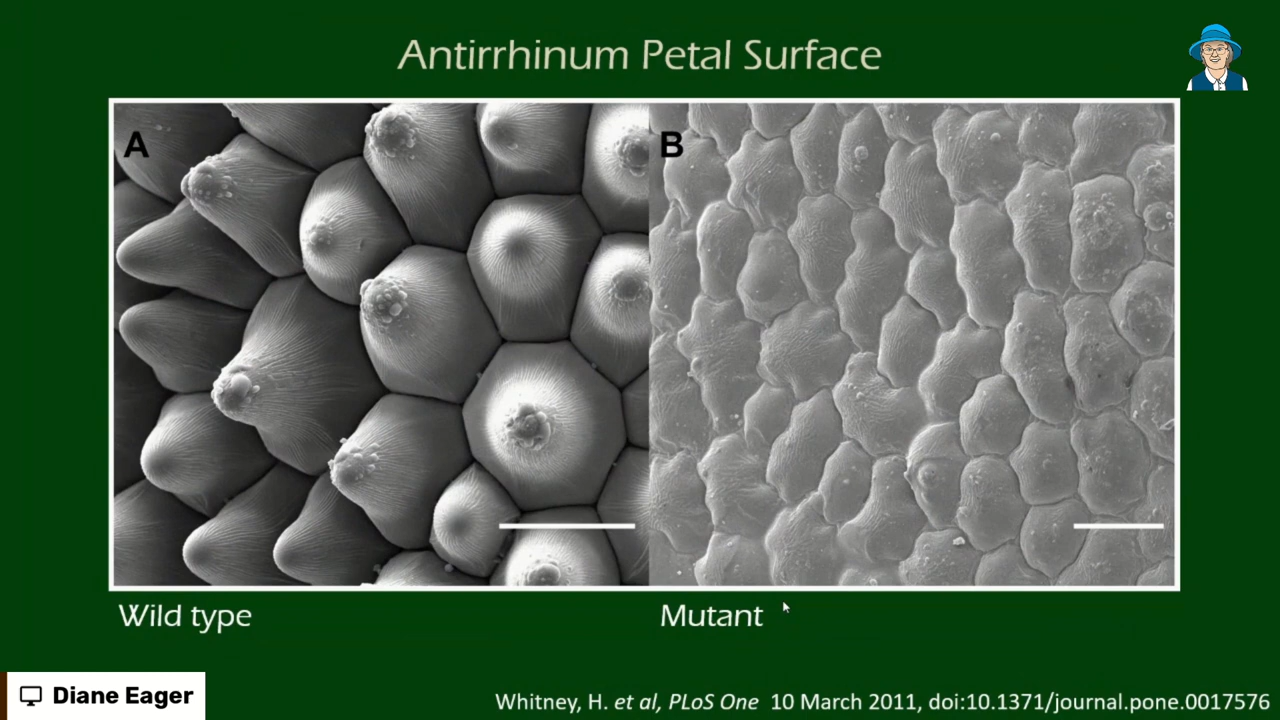 Antirrhinum Petal Surface
A
B
Wild type
Mutant
Diane Eager
Whitney, H. et al, PLoS One 10 March 2011, doi:10.1371/journal.pone.0017576